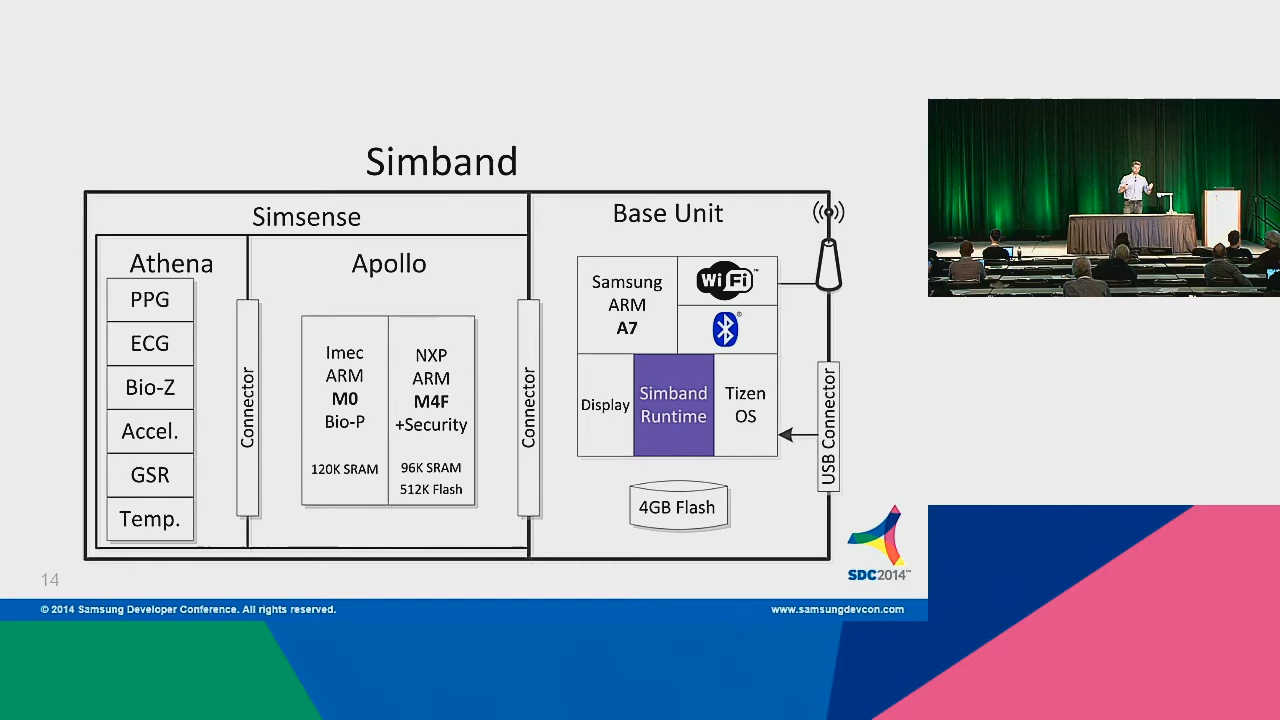 Simband
Simsense
Base Unit
Athena
Apollo
PPG
ECG
Bio-Z
Accel.
GSR
Temp.
Connector
Imec
ARM
M0
Bio-P
120K SRAM
NXP
ARM
M4F
+Security
96K SRAM
512K Flash
Connector
Samsung
ARM
A7
WiFi™
Display
Simband
Runtime
Tizen
OS
USB Connector
4GB Flash
SDC2014™
14
© 2014 Samsung Developer Conference. All rights reserved.
www.samsungdevcon.com